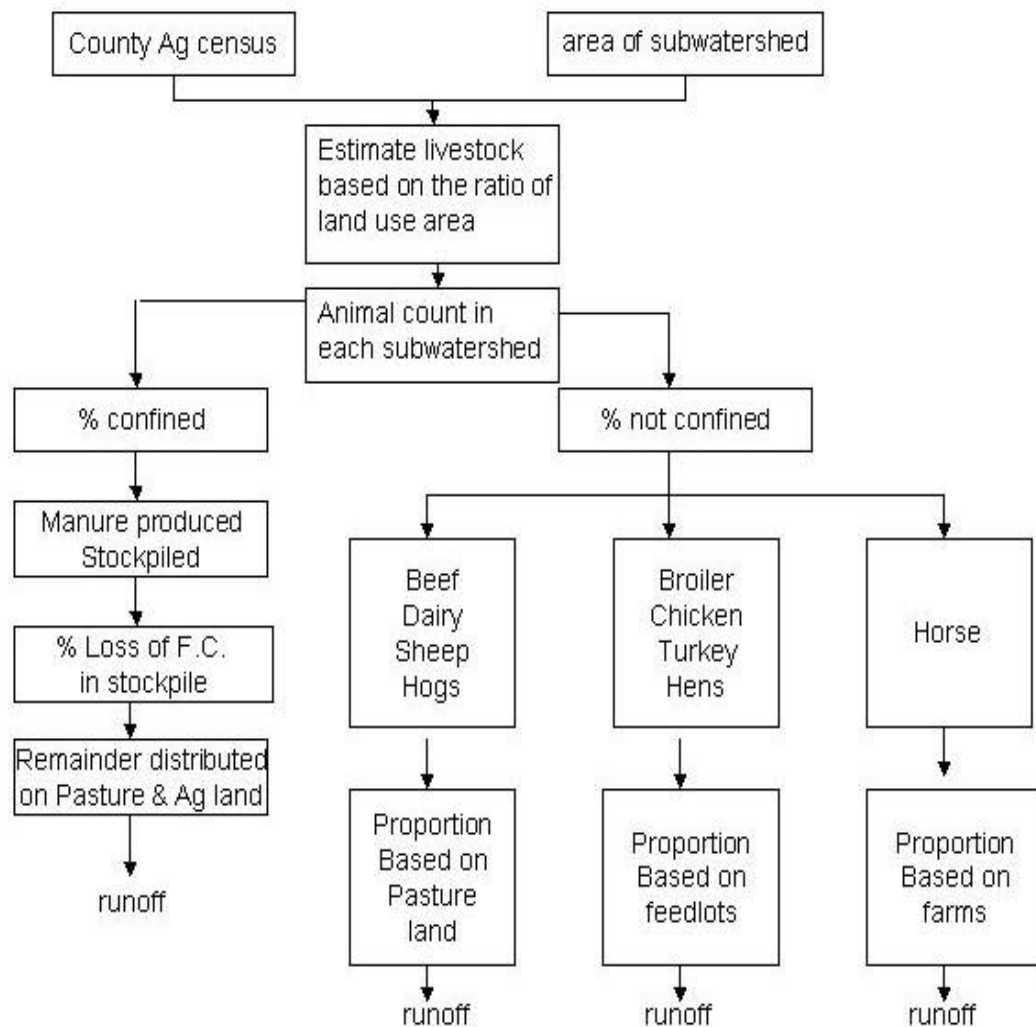 County Ag census
area of subwatershed
Estimate livestock
based on the ratio of
land use area
Animal count in
each subwatershed
% confined
% not confined
Manure produced
Stockpiled
% Loss of F.C.
in stockpile
Remainder distributed
on Pasture & Ag land
runoff
Beef
Dairy
Sheep
Hogs
Broiler
Chicken
Turkey
Hens
Horse
Proportion
Based on
Pasture
land
Proportion
Based on
feedlots
Proportion
Based on
farms
runoff
runoff
runoff